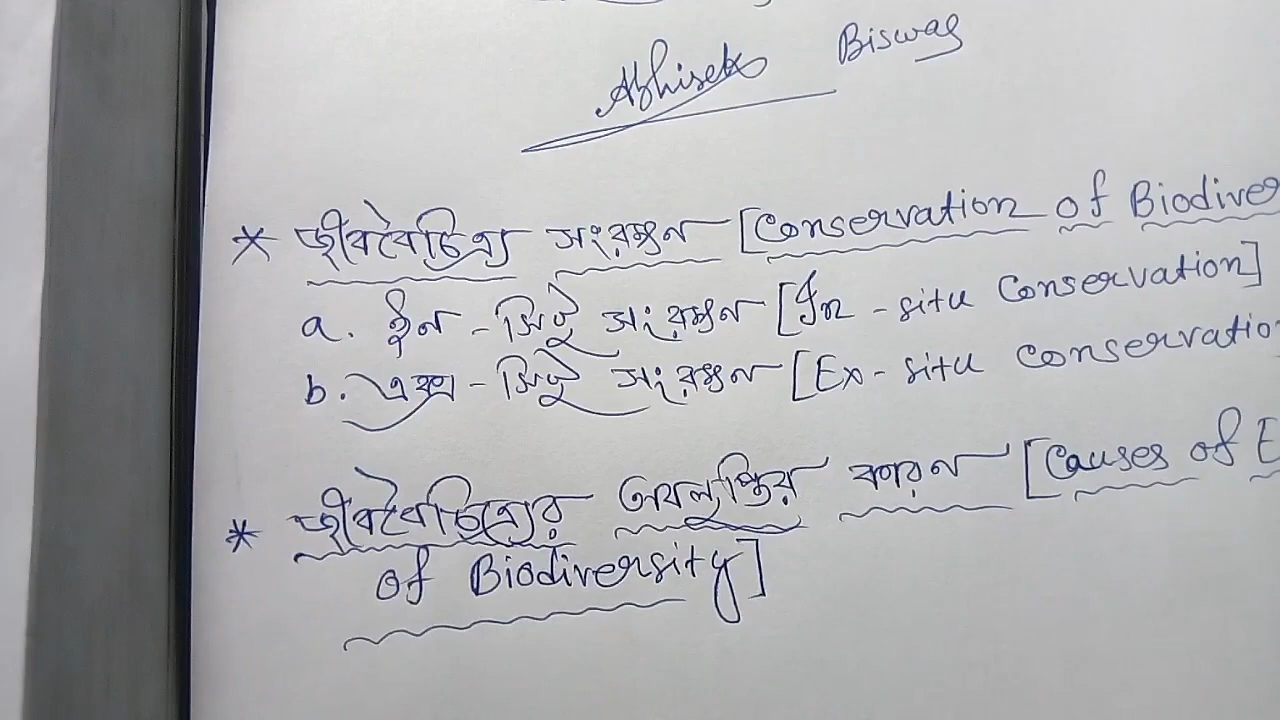 Abhisek Biswas
* জীববৈচিত্র্য সংরক্ষণ [Conservation of Biodiver
a. ইন - সিটু সংরক্ষণ [In - situ Conservation]
b. এক্স - সিটু সংরক্ষণ [Ex - situ Conservatio
* জীববৈচিত্র্যের অবলুপ্তির কারণ [Causes of E
of Biodiversity]